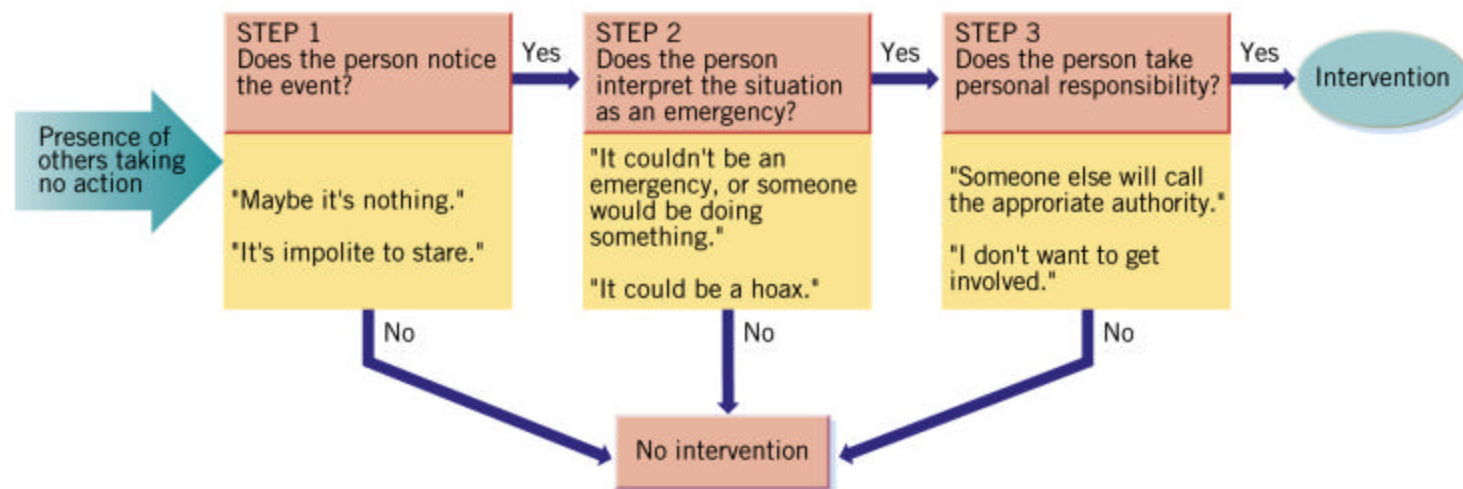 Presence of
others taking
no action
STEP 1
Does the person notice
the event?
"Maybe it's nothing."
"It's impolite to stare."
Yes
No
STEP 2
Does the person
interpret the situation
as an emergency?
"It couldn't be an
emergency, or someone
would be doing
something."
"It could be a hoax."
Yes
No
STEP 3
Does the person take
personal responsibility?
"Someone else will call
the approriate authority."
"I don't want to get
involved."
Yes
No
Intervention
No intervention